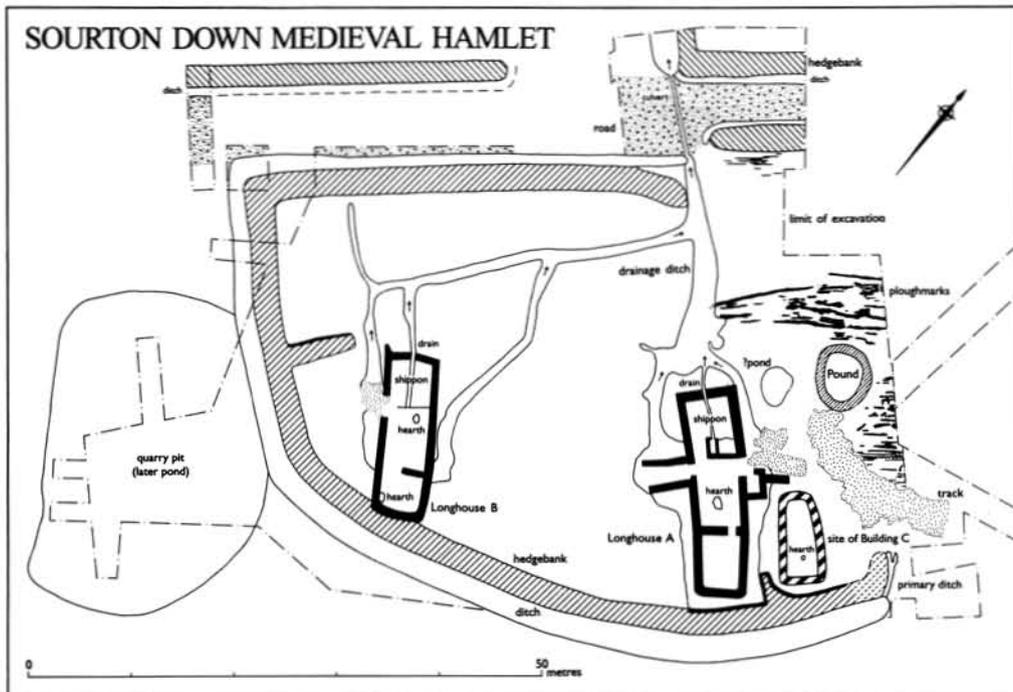 SOURTON DOWN MEDIEVAL HAMLET
hedgebank
ditch
ditch
culvert
road
limit of excavation
drainage ditch
ploughmarks
drain
?pond
Pound
shippon
drain
shippon
hearth
quarry pit
(later pond)
hearth
hearth
track
Longhouse B
Longhouse A
site of Building C
hearth
hedgebank
primary ditch
ditch
0
50
metres